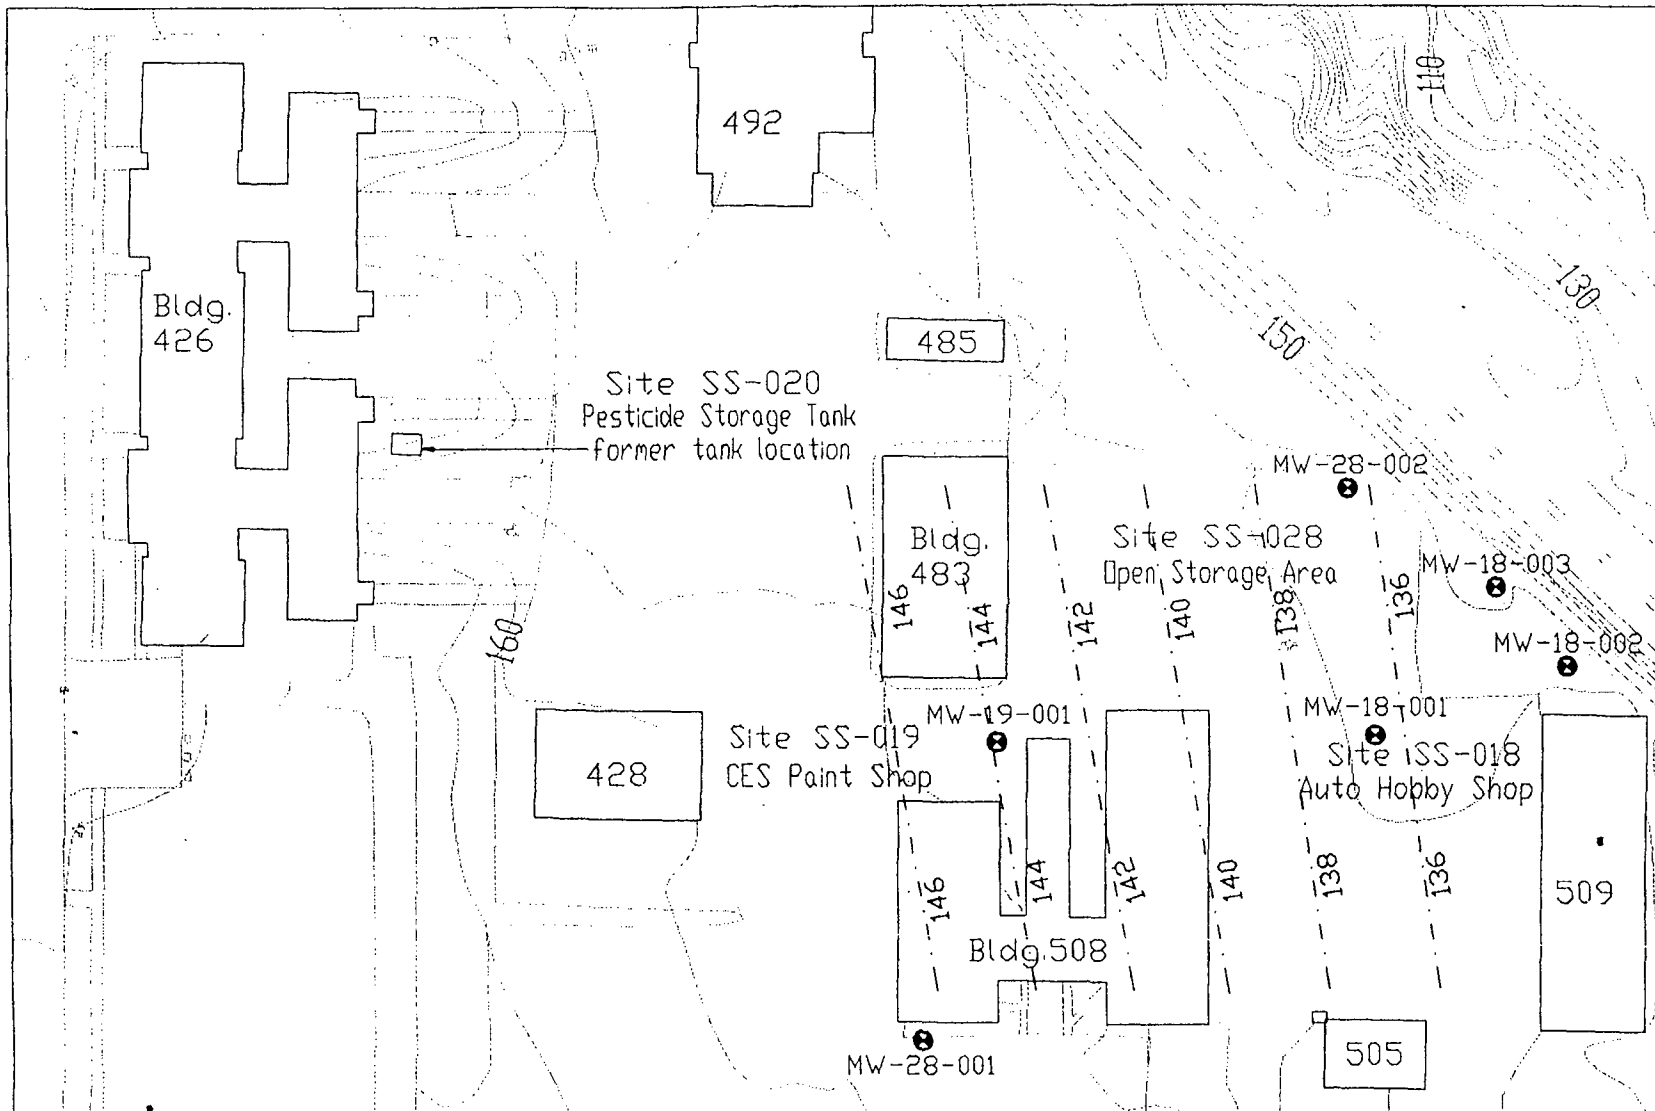 492
110
130
150
Bldg.
426
485
Site SS-020
Pesticide Storage Tank
former tank location
MW-28-002
Bldg.
483
Site SS-028
Open Storage Area
MW-18-003
146
144
142
140
138
136
160
MW-18-002
MW-19-001
MW-18-001
Site SS-019
CES Paint Shop
428
Site SS-018
Auto Hobby Shop
146
144
142
140
138
136
509
Bldg.508
MW-28-001
505